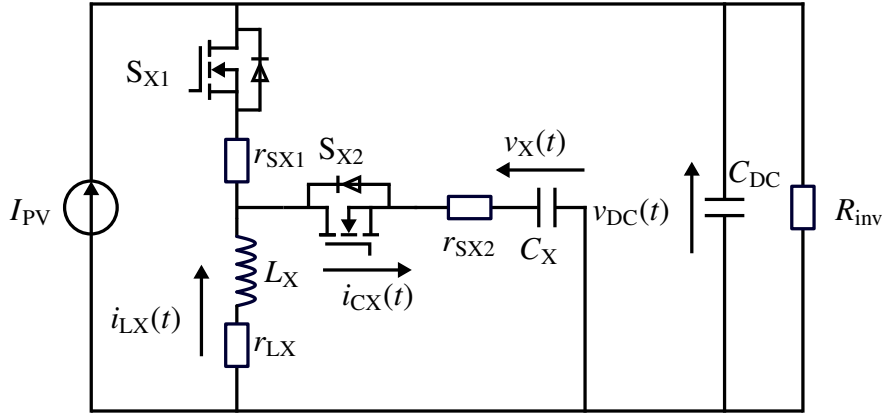 S_X1
r_SX1
S_X2
v_X(t)
I_PV
v_DC(t)
C_DC
R_inv
r_SX2
C_X
L_X
i_CX(t)
i_LX(t)
r_LX